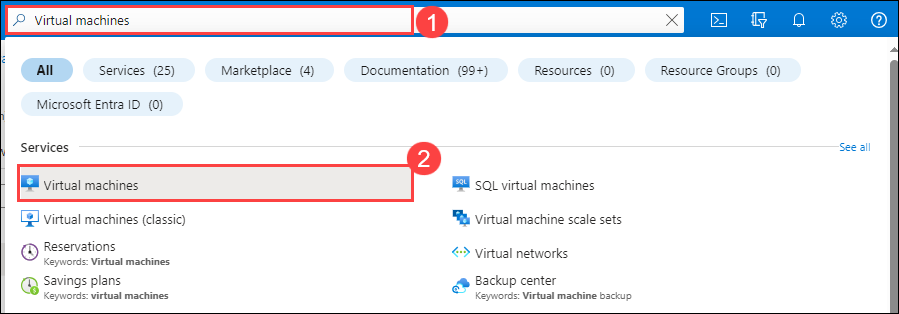 Virtual machines
1
All
Services (25)
Marketplace (4)
Documentation (99+)
Resources (0)
Resource Groups (0)
Microsoft Entra ID (0)
Services
See all
2
Virtual machines
SQL virtual machines
Virtual machines (classic)
Virtual machine scale sets
Reservations
Keywords: Virtual machines
Virtual networks
Savings plans
Keywords: virtual machines
Backup center
Keywords: Virtual machine backup